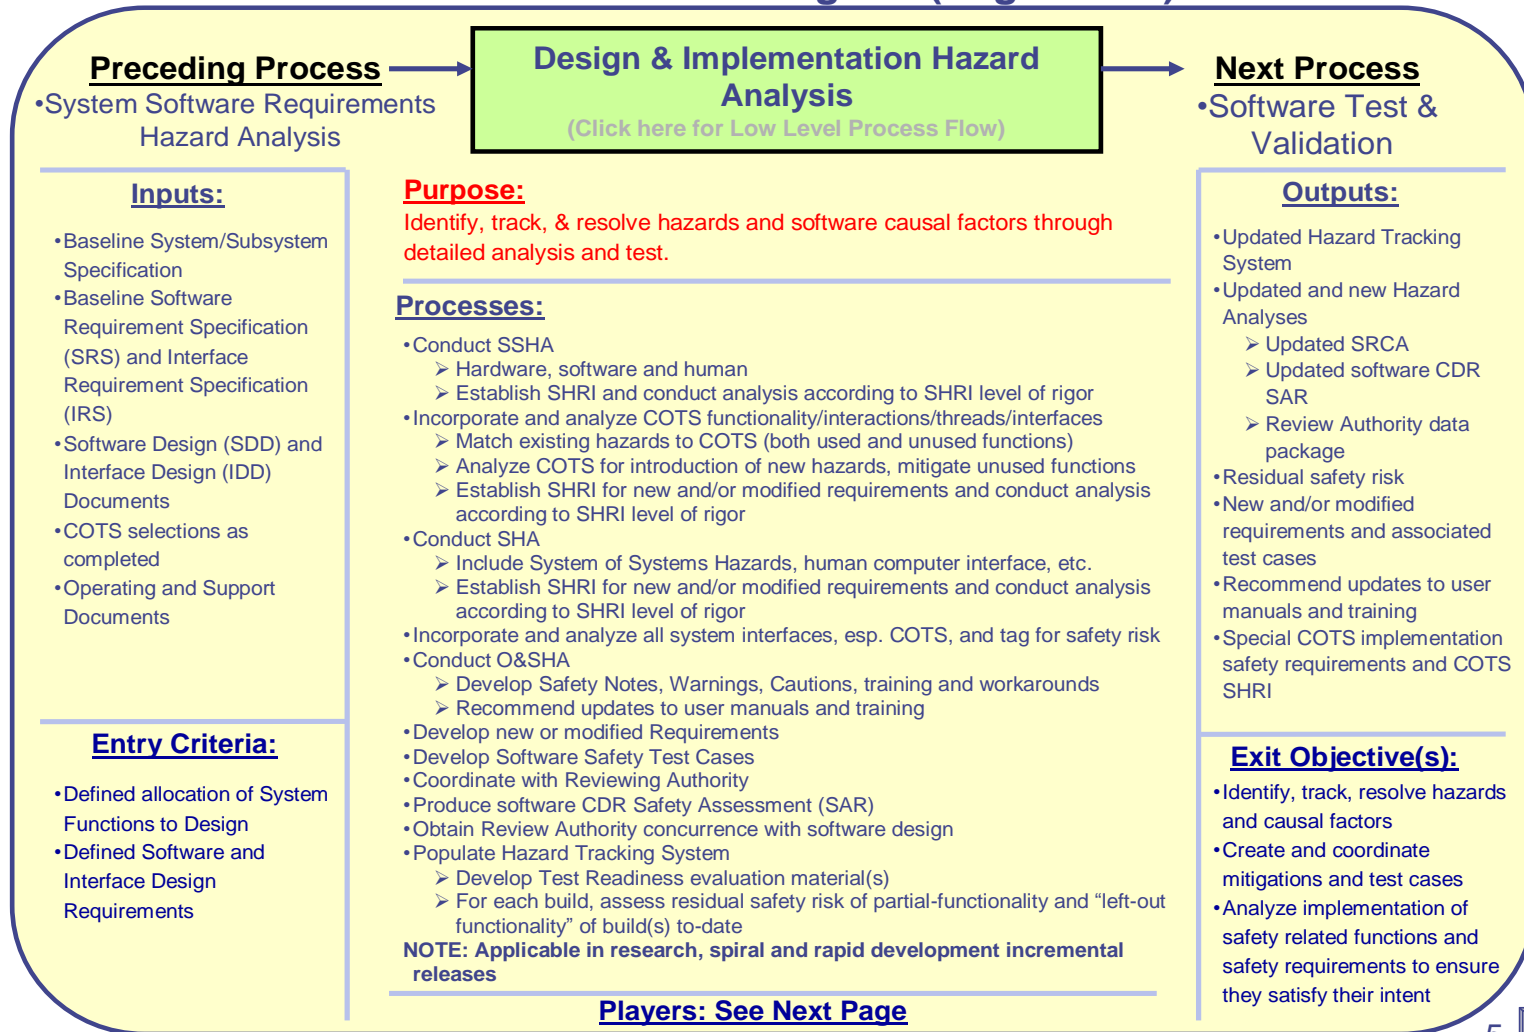 Preceding Process
•System Software Requirements
Hazard Analysis
Design & Implementation Hazard
Analysis
(Click here for Low Level Process Flow)
Next Process
•Software Test &
Validation
Inputs:
•Baseline System/Subsystem
Specification
•Baseline Software
Requirement Specification
(SRS) and Interface
Requirement Specification
(IRS)
•Software Design (SDD) and
Interface Design (IDD)
Documents
•COTS selections as
completed
•Operating and Support
Documents
Entry Criteria:
•Defined allocation of System
Functions to Design
•Defined Software and
Interface Design
Requirements
Purpose:
Identify, track, & resolve hazards and software causal factors through
detailed analysis and test.
Processes:
•Conduct SSHA
➢ Hardware, software and human
➢ Establish SHRI and conduct analysis according to SHRI level of rigor
•Incorporate and analyze COTS functionality/interactions/threads/interfaces
➢ Match existing hazards to COTS (both used and unused functions)
➢ Analyze COTS for introduction of new hazards, mitigate unused functions
➢ Establish SHRI for new and/or modified requirements and conduct analysis
according to SHRI level of rigor
•Conduct SHA
➢ Include System of Systems Hazards, human computer interface, etc.
➢ Establish SHRI for new and/or modified requirements and conduct analysis
according to SHRI level of rigor
•Incorporate and analyze all system interfaces, esp. COTS, and tag for safety risk
•Conduct O&SHA
➢ Develop Safety Notes, Warnings, Cautions, training and workarounds
➢ Recommend updates to user manuals and training
•Develop new or modified Requirements
•Develop Software Safety Test Cases
•Coordinate with Reviewing Authority
•Produce software CDR Safety Assessment (SAR)
•Obtain Review Authority concurrence with software design
•Populate Hazard Tracking System
➢ Develop Test Readiness evaluation material(s)
➢ For each build, assess residual safety risk of partial-functionality and “left-out
functionality” of build(s) to-date
NOTE: Applicable in research, spiral and rapid development incremental
releases
Players: See Next Page
Outputs:
•Updated Hazard Tracking
System
•Updated and new Hazard
Analyses
➢ Updated SRCA
➢ Updated software CDR
SAR
➢ Review Authority data
package
•Residual safety risk
•New and/or modified
requirements and associated
test cases
•Recommend updates to user
manuals and training
•Special COTS implementation
safety requirements and COTS
SHRI
Exit Objective(s):
•Identify, track, resolve hazards
and causal factors
•Create and coordinate
mitigations and test cases
•Analyze implementation of
safety related functions and
safety requirements to ensure
they satisfy their intent